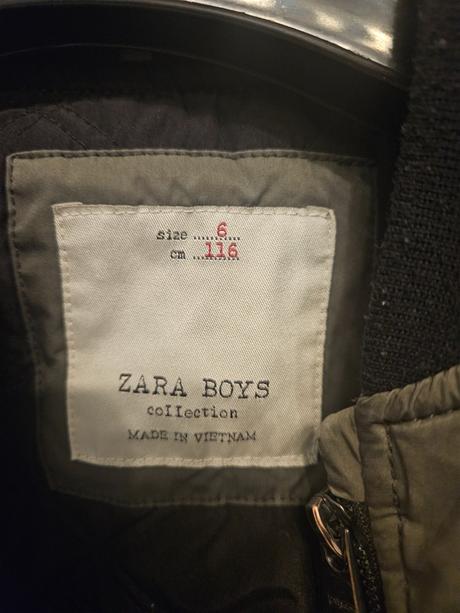 size ......6......
cm ......116......
ZARA BOYS
collection
MADE IN VIETNAM